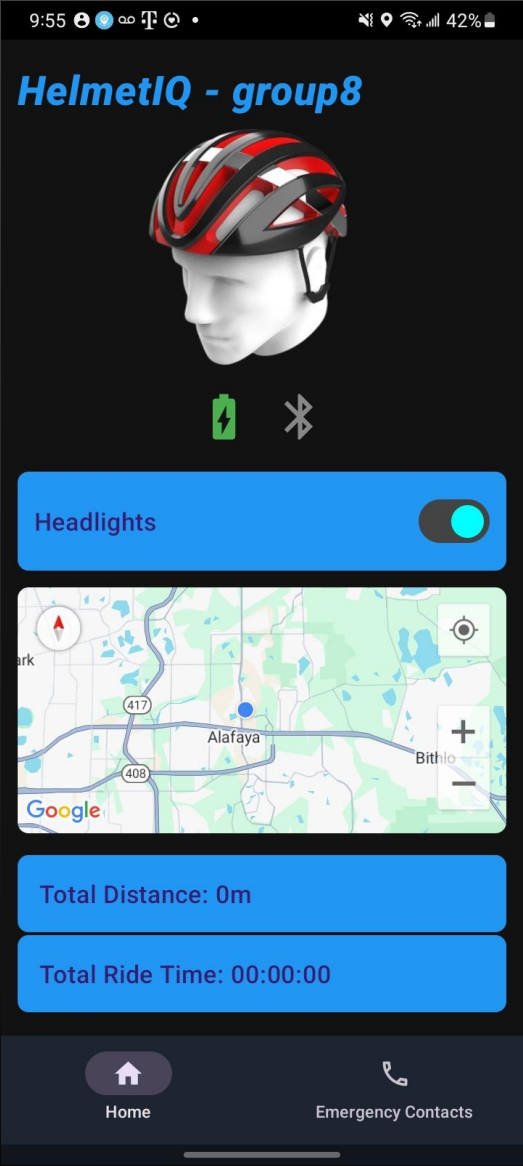 9:55 42%
HelmetIQ - group8
Headlights
ark
417
Alafaya
Bithlo
408
Google
Total Distance: 0m
Total Ride Time: 00:00:00
Home Emergency Contacts